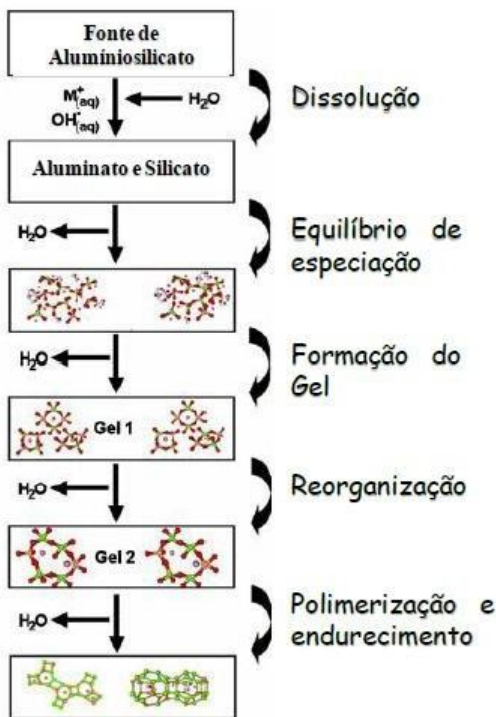 Fonte de
Alumíniosilicato
M⁺(aq)
H₂O
OH⁻(aq)
Dissolução
Aluminato e Silicato
H₂O
Equilíbrio de
especiação
H₂O
Formação do
Gel
Gel 1
H₂O
Reorganização
Gel 2
H₂O
Polimerização e
endurecimento